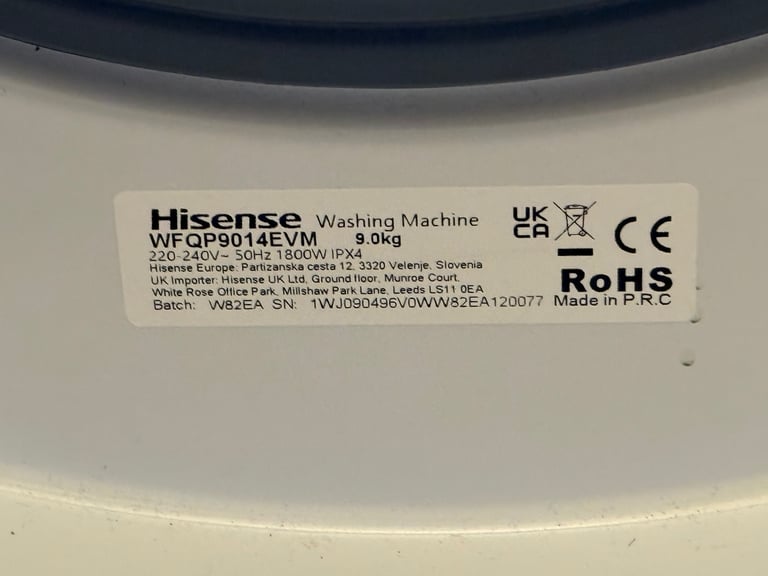 Hisense Washing Machine
WFQP9014EVM 9.0kg
220-240V~ 50Hz 1800W IPX4
Hisense Europe: Partizanska cesta 12, 3320 Velenje, Slovenia
UK Importer: Hisense UK Ltd, Ground floor, Munroe Court,
White Rose Office Park, Millshaw Park Lane, Leeds LS11 0EA
Batch: W82EA SN: 1WJ090496V0WW82EA120077
UK
CA
CE
RoHS
Made in P.R.C